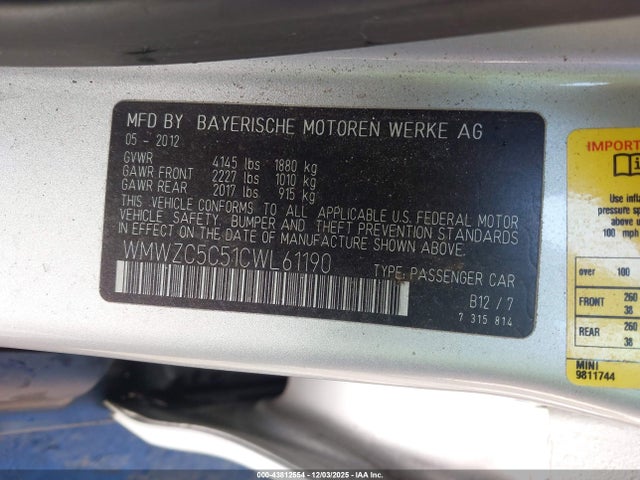 MFD BY BAYERISCHE MOTOREN WERKE AG
05 - 2012
GVWR 4145 lbs 1880 kg
GAWR FRONT 2227 lbs 1010 kg
GAWR REAR 2017 lbs 915 kg
THIS VEHICLE CONFORMS TO ALL APPLICABLE U.S. FEDERAL MOTOR
VEHICLE SAFETY, BUMPER AND THEFT PREVENTION STANDARDS
IN EFFECT ON THE DATE OF MANUFACTURE SHOWN ABOVE.
WMWZC5C51CWL61190
TYPE: PASSENGER CAR
B12 / 7
7 315 814
IMPORT
Use infla
pressure sp
100 mph
over 100
FRONT 260
38
REAR 260
38
MINI
9811744
000-43812554 | 12/03/2025 - IAA Inc.